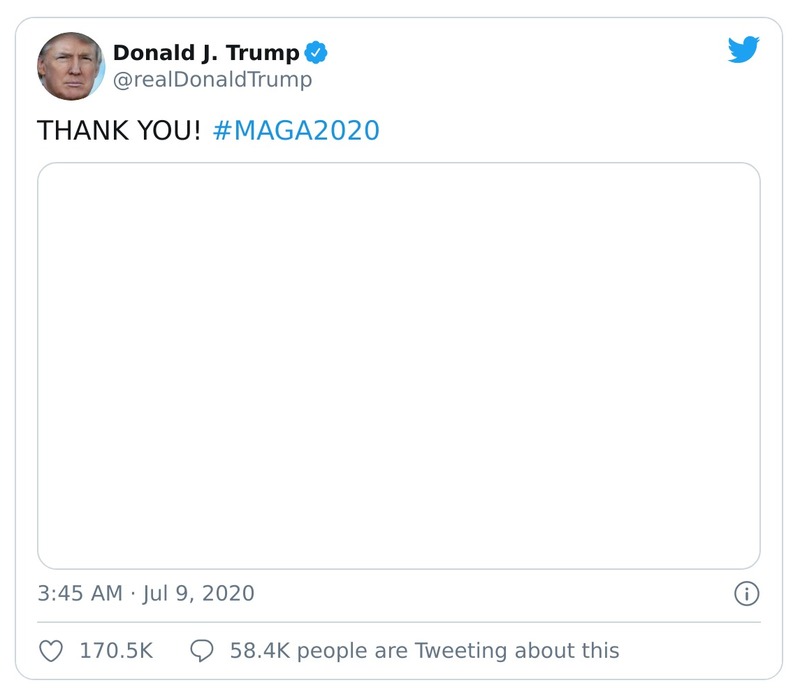 Donald J. Trump
@realDonaldTrump
THANK YOU! #MAGA2020
3:45 AM · Jul 9, 2020
170.5K 58.4K people are Tweeting about this